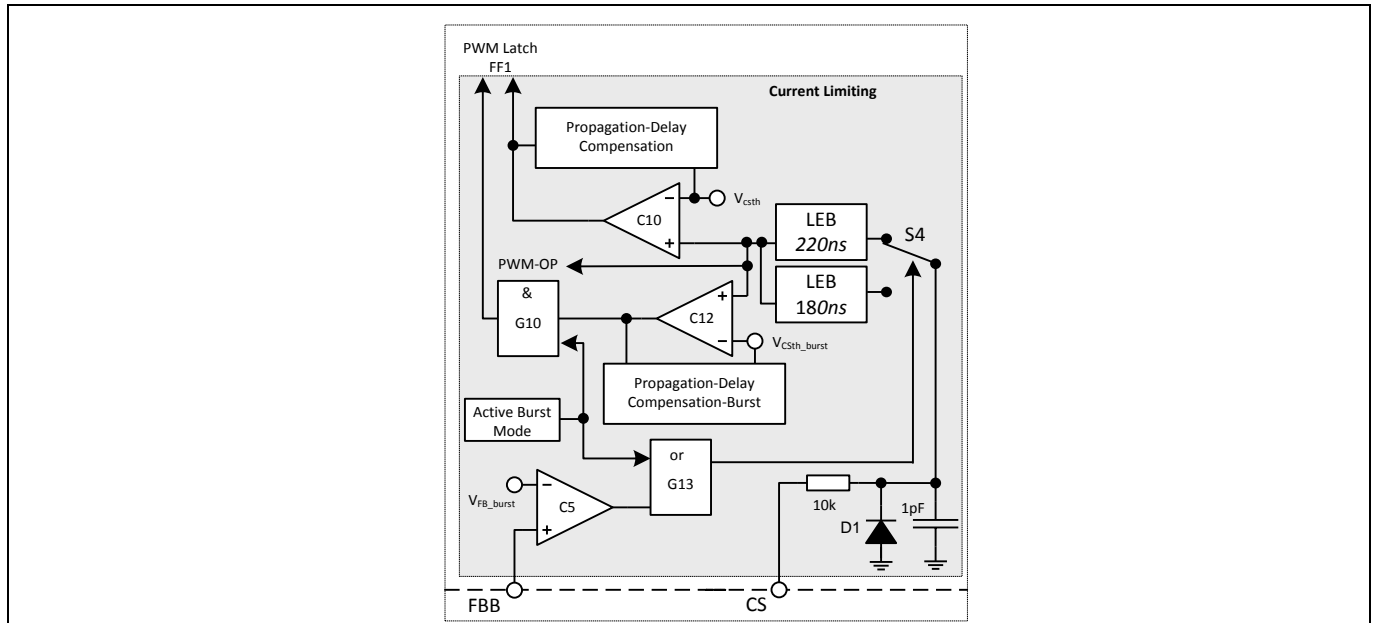 PWM Latch
FF1
Current Limiting
Propagation-Delay
Compensation
−
Vcsth
C10
+
LEB
220ns
S4
PWM-OP
LEB
180ns
&
G10
+
C12
−
VCSth_burst
Propagation-Delay
Compensation-Burst
Active Burst
Mode
or
G13
VFB_burst
−
C5
+
10k
1pF
D1
FBB
CS